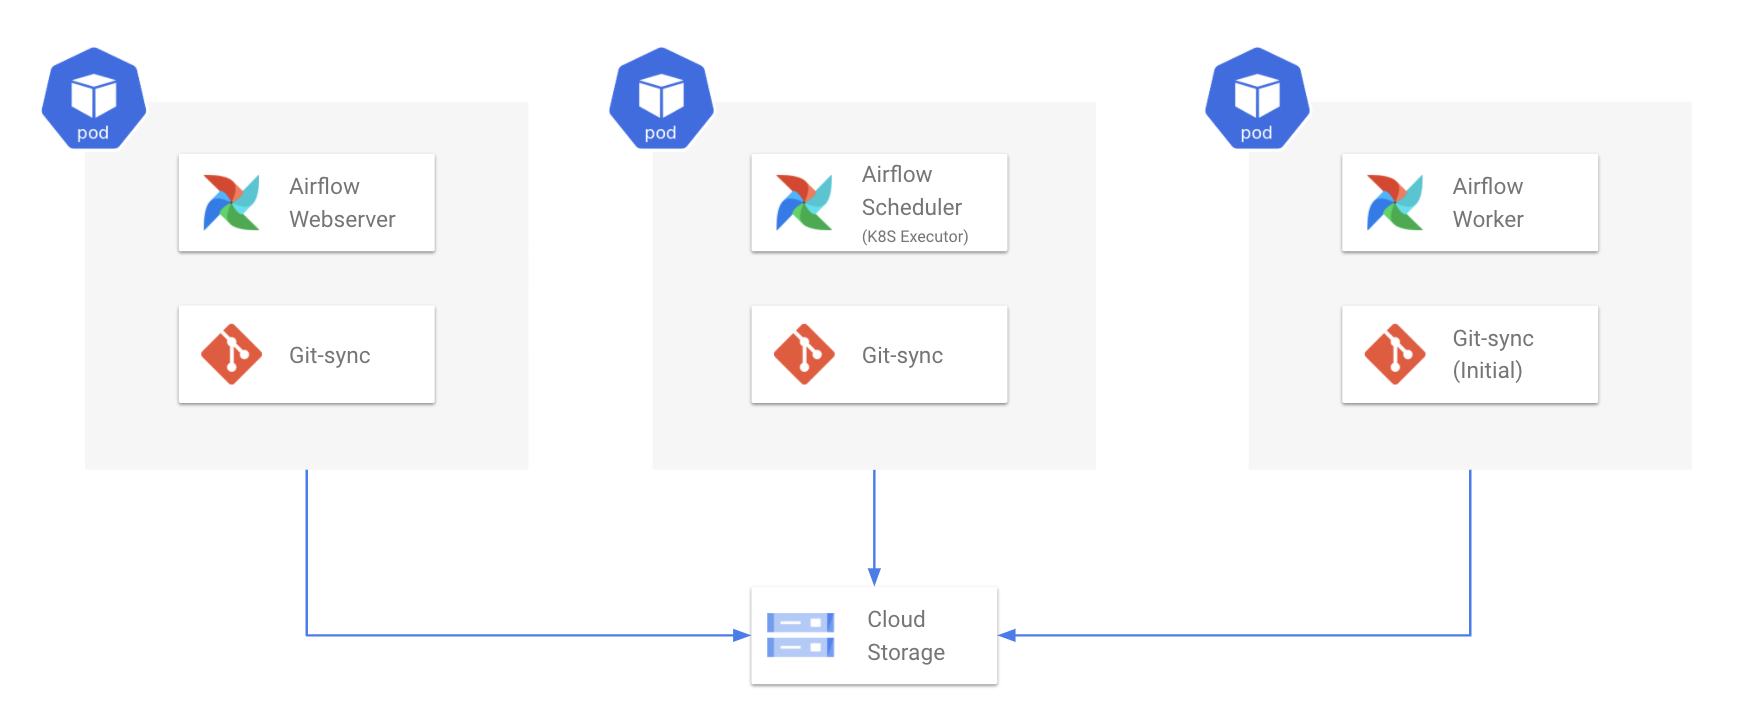 pod
Airflow
Webserver
Git-sync
pod
Airflow
Scheduler
(K8S Executor)
Git-sync
pod
Airflow
Worker
Git-sync
(Initial)
Cloud
Storage